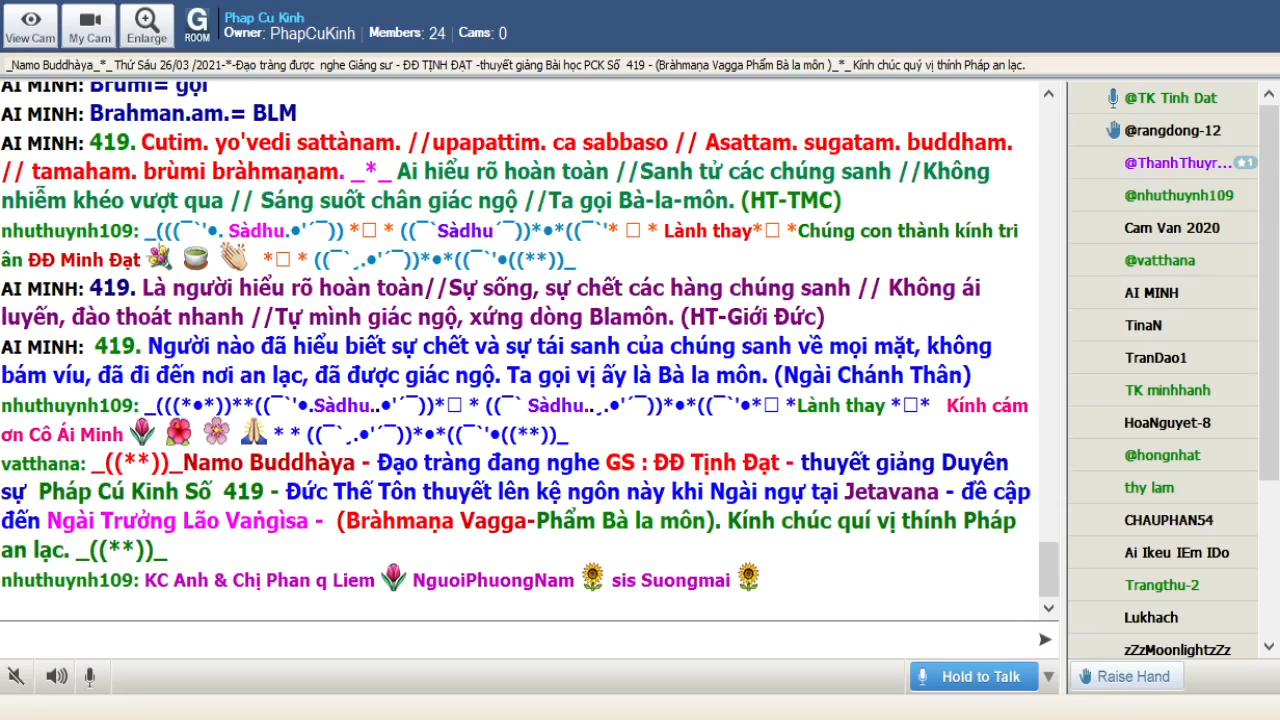 View Cam
My Cam
Enlarge
G
ROOM
Phap Cu Kinh
Owner: PhapCuKinh | Members: 24 | Cams: 0
_Namo Buddhàya_*_ Thứ Sáu 26/03 /2021-*-Đạo tràng được nghe Giảng sư - ĐĐ TỊNH ĐẠT -thuyết giảng Bài học PCK Số 419 - (Bràhmaṇa Vagga Phẩm Bà la môn )_*_ Kính chúc quý vị thính Pháp an lạc.
AI MINH: Brùmi= gọi
AI MINH: Brahman.am.= BLM
AI MINH: 419. Cutim. yo'vedi sattànam. //upapattim. ca sabbaso // Asattam. sugatam. buddham.
// tamaham. brùmi bràhmaṇam. _*_ Ai hiểu rõ hoàn toàn //Sanh tử các chúng sanh //Không
nhiễm khéo vượt qua // Sáng suốt chân giác ngộ //Ta gọi Bà-la-môn. (HT-TMC)
nhuthuynh109: _(((¯`'•. Sàdhu.•'´¯)) *□ * ((¯`Sàdhu´¯))*•*((¯`'* □ * Lành thay*□ *Chúng con thành kính tri
ân ĐĐ Minh Đạt *□ * ((¯`¸.•'´¯))*•*((¯`'•((**))_
AI MINH: 419. Là người hiểu rõ hoàn toàn//Sự sống, sự chết các hàng chúng sanh // Không ái
luyến, đào thoát nhanh //Tự mình giác ngộ, xứng dòng Blamôn. (HT-Giới Đức)
AI MINH: 419. Người nào đã hiểu biết sự chết và sự tái sanh của chúng sanh về mọi mặt, không
bám víu, đã đi đến nơi an lạc, đã được giác ngộ. Ta gọi vị ấy là Bà la môn. (Ngài Chánh Thân)
nhuthuynh109: _(((*•*))**((¯`'•.Sàdhu..•'´¯))*□ * ((¯` Sàdhu..¸.•'´¯))*•*((¯`'•*□ *Lành thay *□* Kính cám
ơn Cô Ái Minh * * ((¯`¸.•'´¯))*•*((¯`'•((**))_
vatthana: _((**))_Namo Buddhàya - Đạo tràng đang nghe GS : ĐĐ Tịnh Đạt - thuyết giảng Duyên
sự Pháp Cú Kinh Số 419 - Đức Thế Tôn thuyết lên kệ ngôn này khi Ngài ngự tại Jetavana - đề cập
đến Ngài Trưởng Lão Vaṅgìsa - (Bràhmaṇa Vagga-Phẩm Bà la môn). Kính chúc quí vị thính Pháp
an lạc. _((**))_
nhuthuynh109: KC Anh & Chị Phan q Liem NguoiPhuongNam sis Suongmai
Hold to Talk
@TK Tinh Dat
@rangdong-12
@ThanhThuyr... ★1
@nhuthuynh109
Cam Van 2020
@vatthana
AI MINH
TinaN
TranDao1
TK minhhanh
HoaNguyet-8
@hongnhat
thy lam
CHAUPHAN54
Ai Ikeu IEm IDo
Trangthu-2
Lukhach
zZzMoonlightzZz
Raise Hand